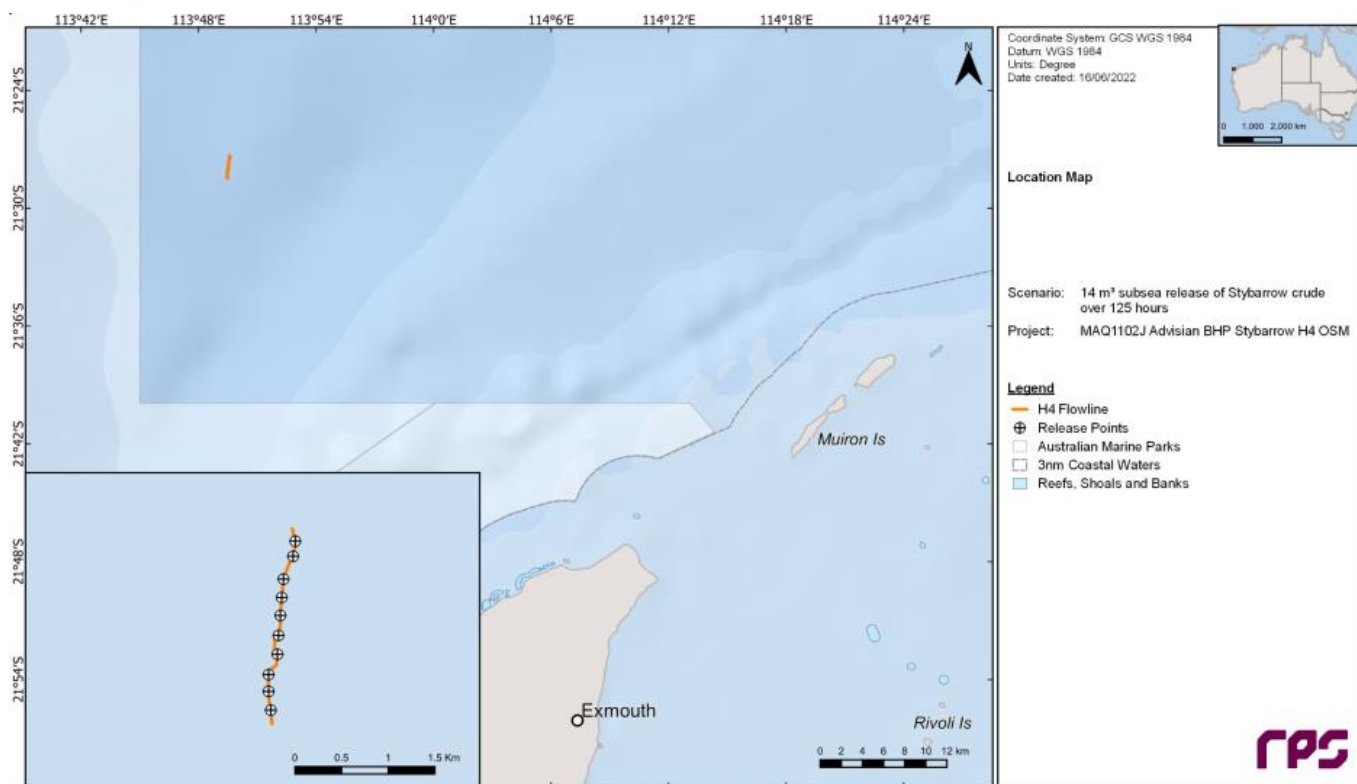 113°42'E 113°48'E 113°54'E 114°0'E 114°6'E 114°12'E 114°18'E 114°24'E
21°24'S
21°30'S
21°36'S
21°42'S
21°48'S
21°54'S
N
Muiron Is
Exmouth
Rivoli Is
0 0.5 1 1.5 Km
0 2 4 6 8 10 12 km
Coordinate System: GCS WGS 1984
Datum: WGS 1984
Units: Degree
Date created: 16/06/2022
0 1,000 2,000 km
Location Map
Scenario: 14 m³ subsea release of Stybarrow crude
over 125 hours
Project: MAQ1102J Advisian BHP Stybarrow H4 OSM
Legend
H4 Flowline
Release Points
Australian Marine Parks
3nm Coastal Waters
Reefs, Shoals and Banks
rps